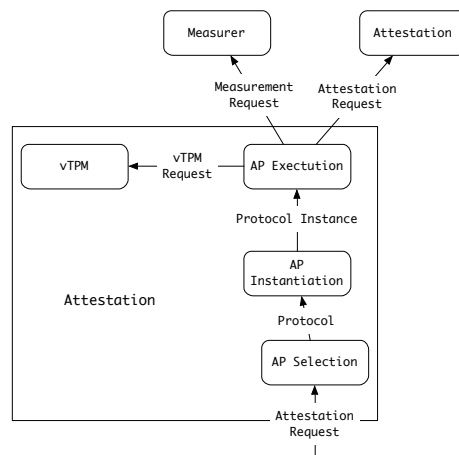 Measurer
Attestation
Measurement
Request
Attestation
Request
vTPM
vTPM
Request
AP Exectution
Protocol Instance
AP
Instantiation
Attestation
Protocol
AP Selection
Attestation
Request